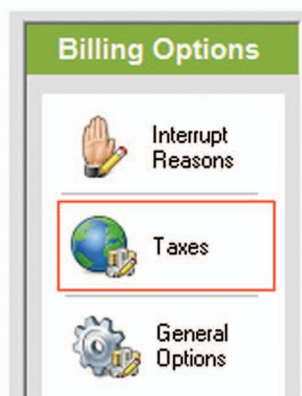 Billing Options
Interrupt
Reasons
Taxes
General
Options